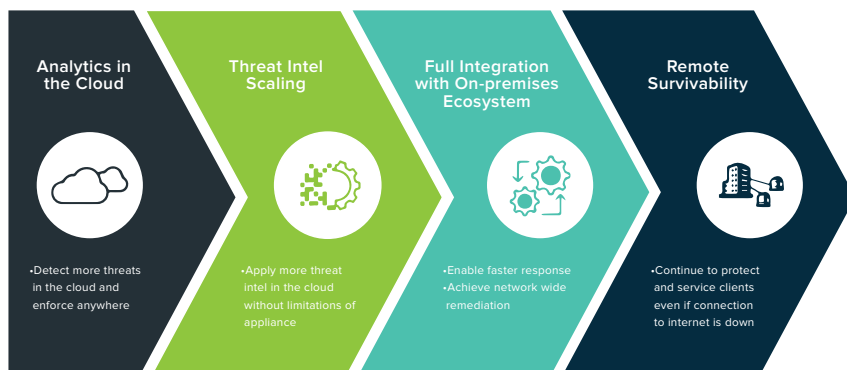 Analytics in
the Cloud
•Detect more threats
in the cloud and
enforce anywhere
Threat Intel
Scaling
•Apply more threat
intel in the cloud
without limitations of
appliance
Full Integration
with On-premises
Ecosystem
•Enable faster response
•Achieve network wide
remediation
Remote
Survivability
•Continue to protect
and service clients
even if connection
to internet is down